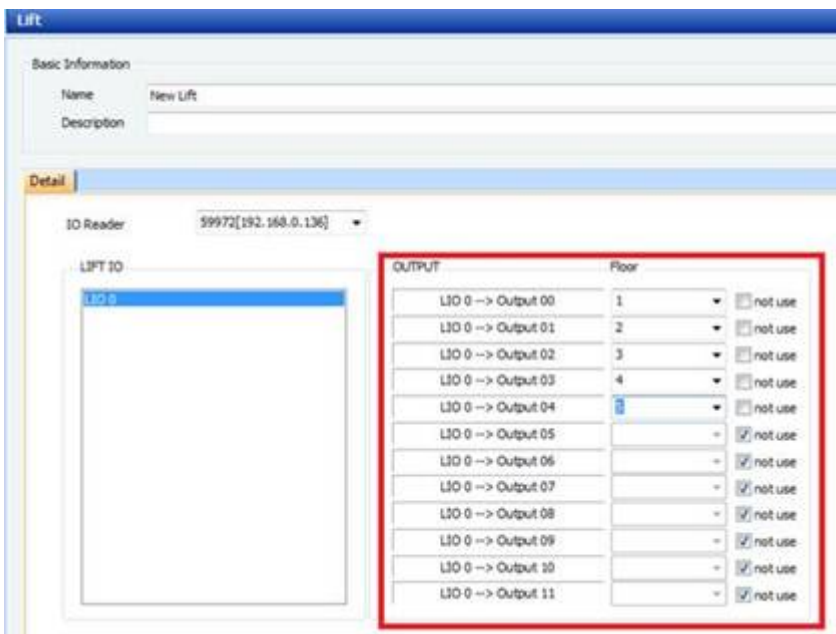 Lift
Basic Information
Name New Lift
Description
Detail
IO Reader 59972[192.168.0.136]
LIFT IO
LIO 0
OUTPUT Floor
LIO 0 --> Output 00 1 not use
LIO 0 --> Output 01 2 not use
LIO 0 --> Output 02 3 not use
LIO 0 --> Output 03 4 not use
LIO 0 --> Output 04 5 not use
LIO 0 --> Output 05 not use
LIO 0 --> Output 06 not use
LIO 0 --> Output 07 not use
LIO 0 --> Output 08 not use
LIO 0 --> Output 09 not use
LIO 0 --> Output 10 not use
LIO 0 --> Output 11 not use